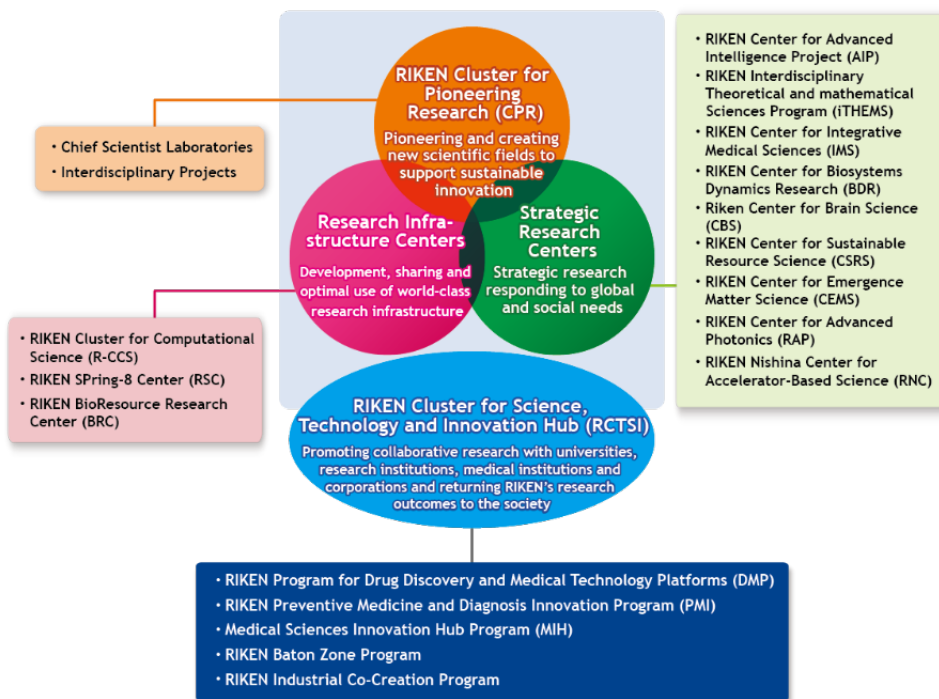 RIKEN Cluster for
Pioneering
Research (CPR)
Pioneering and creating
new scientific fields to
support sustainable
innovation
• Chief Scientist Laboratories
• Interdisciplinary Projects
Research Infra-
structure Centers
Development, sharing and
optimal use of world-class
research infrastructure
Strategic
Research
Centers
Strategic research
responding to global
and social needs
• RIKEN Center for Advanced
Intelligence Project (AIP)
• RIKEN Interdisciplinary
Theoretical and mathematical
Sciences Program (iTHEMS)
• RIKEN Center for Integrative
Medical Sciences (IMS)
• RIKEN Center for Biosystems
Dynamics Research (BDR)
• Riken Center for Brain Science
(CBS)
• RIKEN Center for Sustainable
Resource Science (CSRS)
• RIKEN Center for Emergence
Matter Science (CEMS)
• RIKEN Center for Advanced
Photonics (RAP)
• RIKEN Nishina Center for
Accelerator-Based Science (RNC)
• RIKEN Cluster for Computational
Science (R-CCS)
• RIKEN SPring-8 Center (RSC)
• RIKEN BioResource Research
Center (BRC)
RIKEN Cluster for Science,
Technology and Innovation Hub (RCTSI)
Promoting collaborative research with universities,
research institutions, medical institutions and
corporations and returning RIKEN's research
outcomes to the society
• RIKEN Program for Drug Discovery and Medical Technology Platforms (DMP)
• RIKEN Preventive Medicine and Diagnosis Innovation Program (PMI)
• Medical Sciences Innovation Hub Program (MIH)
• RIKEN Baton Zone Program
• RIKEN Industrial Co-Creation Program